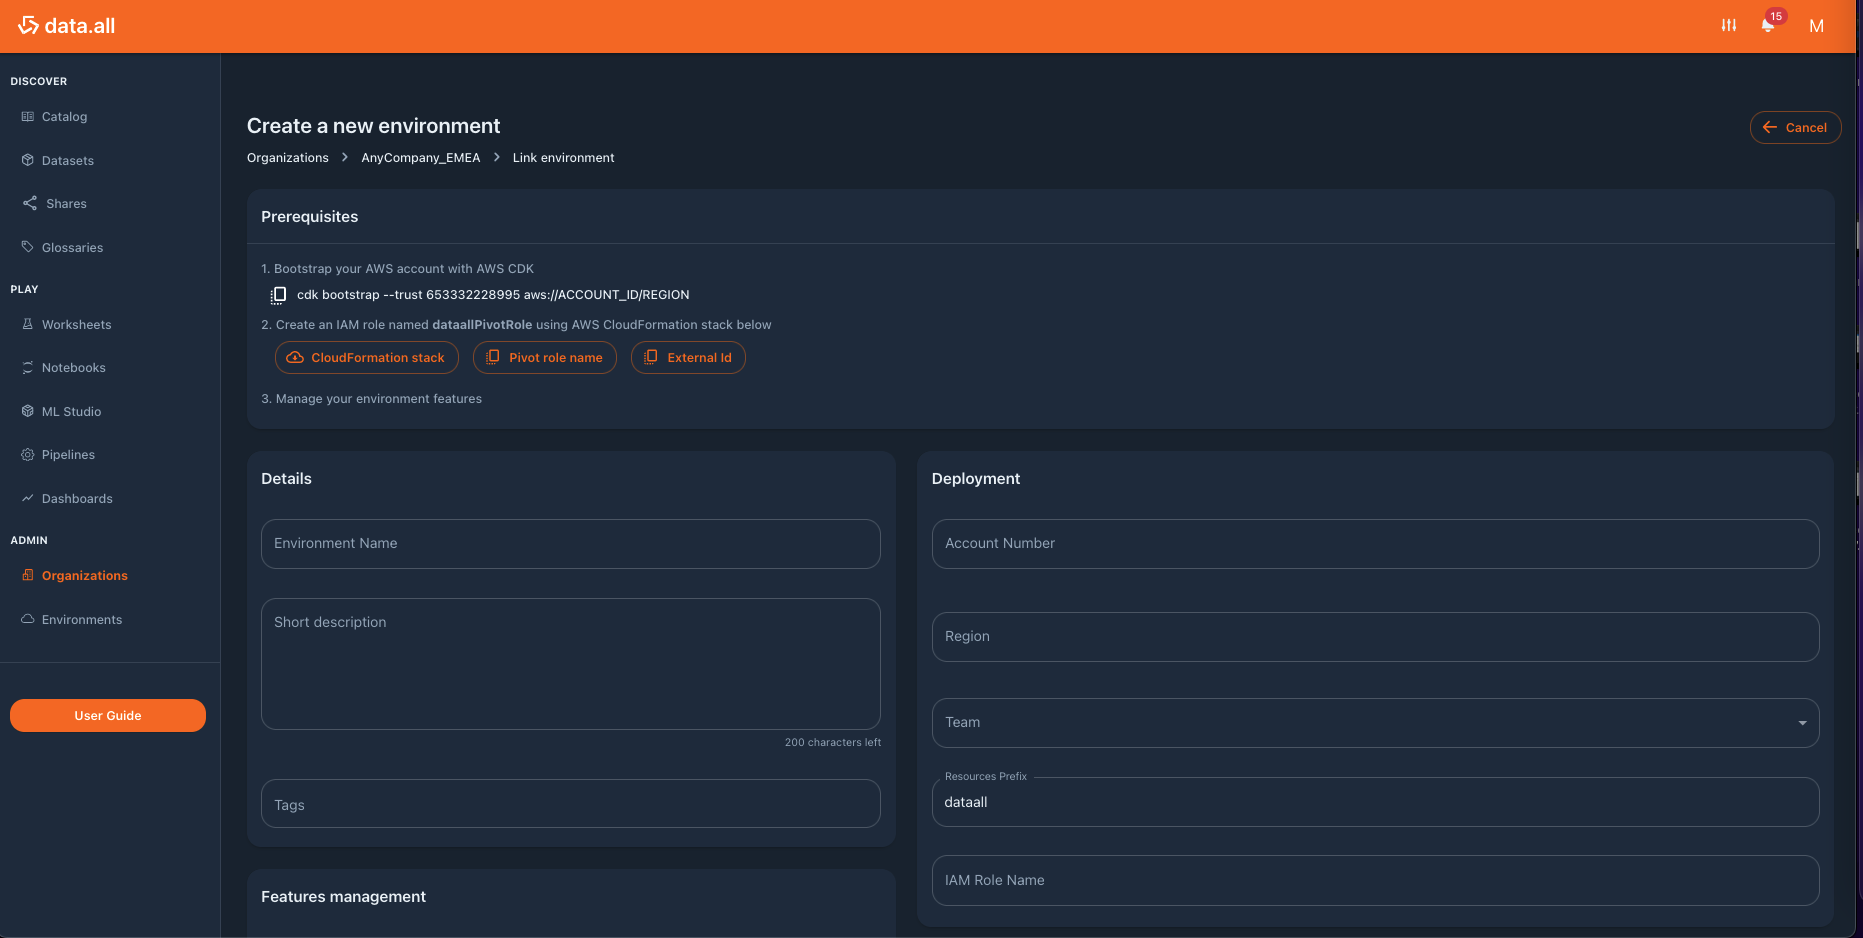 data.all
15
M
DISCOVER
Catalog
Datasets
Shares
Glossaries
PLAY
Worksheets
Notebooks
ML Studio
Pipelines
Dashboards
ADMIN
Organizations
Environments
User Guide
Create a new environment
Cancel
Organizations > AnyCompany_EMEA > Link environment
Prerequisites
1. Bootstrap your AWS account with AWS CDK
cdk bootstrap --trust 653332228995 aws://ACCOUNT_ID/REGION
2. Create an IAM role named dataallPivotRole using AWS CloudFormation stack below
CloudFormation stack
Pivot role name
External Id
3. Manage your environment features
Details
Environment Name
Short description
200 characters left
Tags
Features management
Deployment
Account Number
Region
Team
Resources Prefix
dataall
IAM Role Name